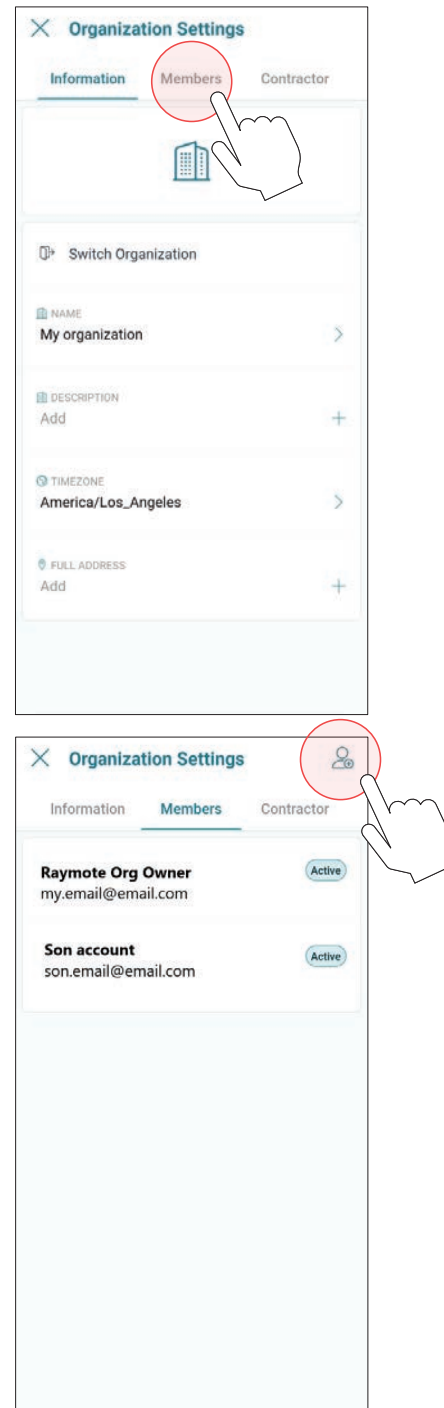 Organization Settings
Information Members Contractor
Switch Organization
NAME
My organization
DESCRIPTION
Add
TIMEZONE
America/Los_Angeles
FULL ADDRESS
Add
Organization Settings
Information Members Contractor
Raymote Org Owner
Active
my.email@email.com
Son account
Active
son.email@email.com